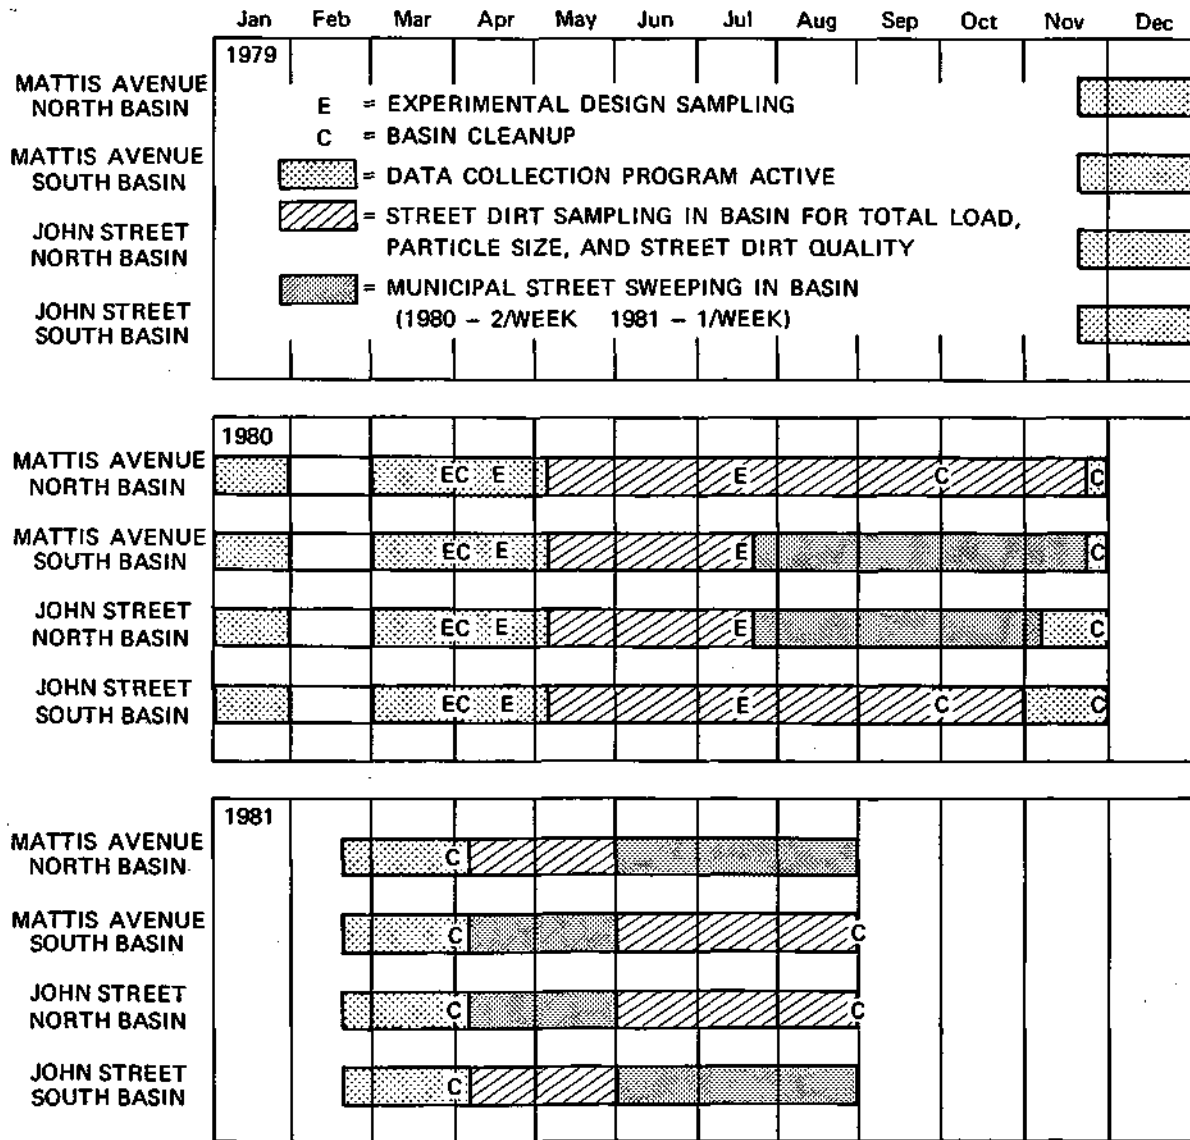 Jan Feb Mar Apr May Jun Jul Aug Sep Oct Nov Dec
1979
MATTIS AVENUE
NORTH BASIN
MATTIS AVENUE
SOUTH BASIN
JOHN STREET
NORTH BASIN
JOHN STREET
SOUTH BASIN
E = EXPERIMENTAL DESIGN SAMPLING
C = BASIN CLEANUP
= DATA COLLECTION PROGRAM ACTIVE
= STREET DIRT SAMPLING IN BASIN FOR TOTAL LOAD,
PARTICLE SIZE, AND STREET DIRT QUALITY
= MUNICIPAL STREET SWEEPING IN BASIN
(1980 – 2/WEEK 1981 – 1/WEEK)
1980
MATTIS AVENUE
NORTH BASIN
EC E E C C
MATTIS AVENUE
SOUTH BASIN
EC E E C
JOHN STREET
NORTH BASIN
EC E E C
JOHN STREET
SOUTH BASIN
EC E E C C
1981
MATTIS AVENUE
NORTH BASIN
C
MATTIS AVENUE
SOUTH BASIN
C C
JOHN STREET
NORTH BASIN
C C
JOHN STREET
SOUTH BASIN
C